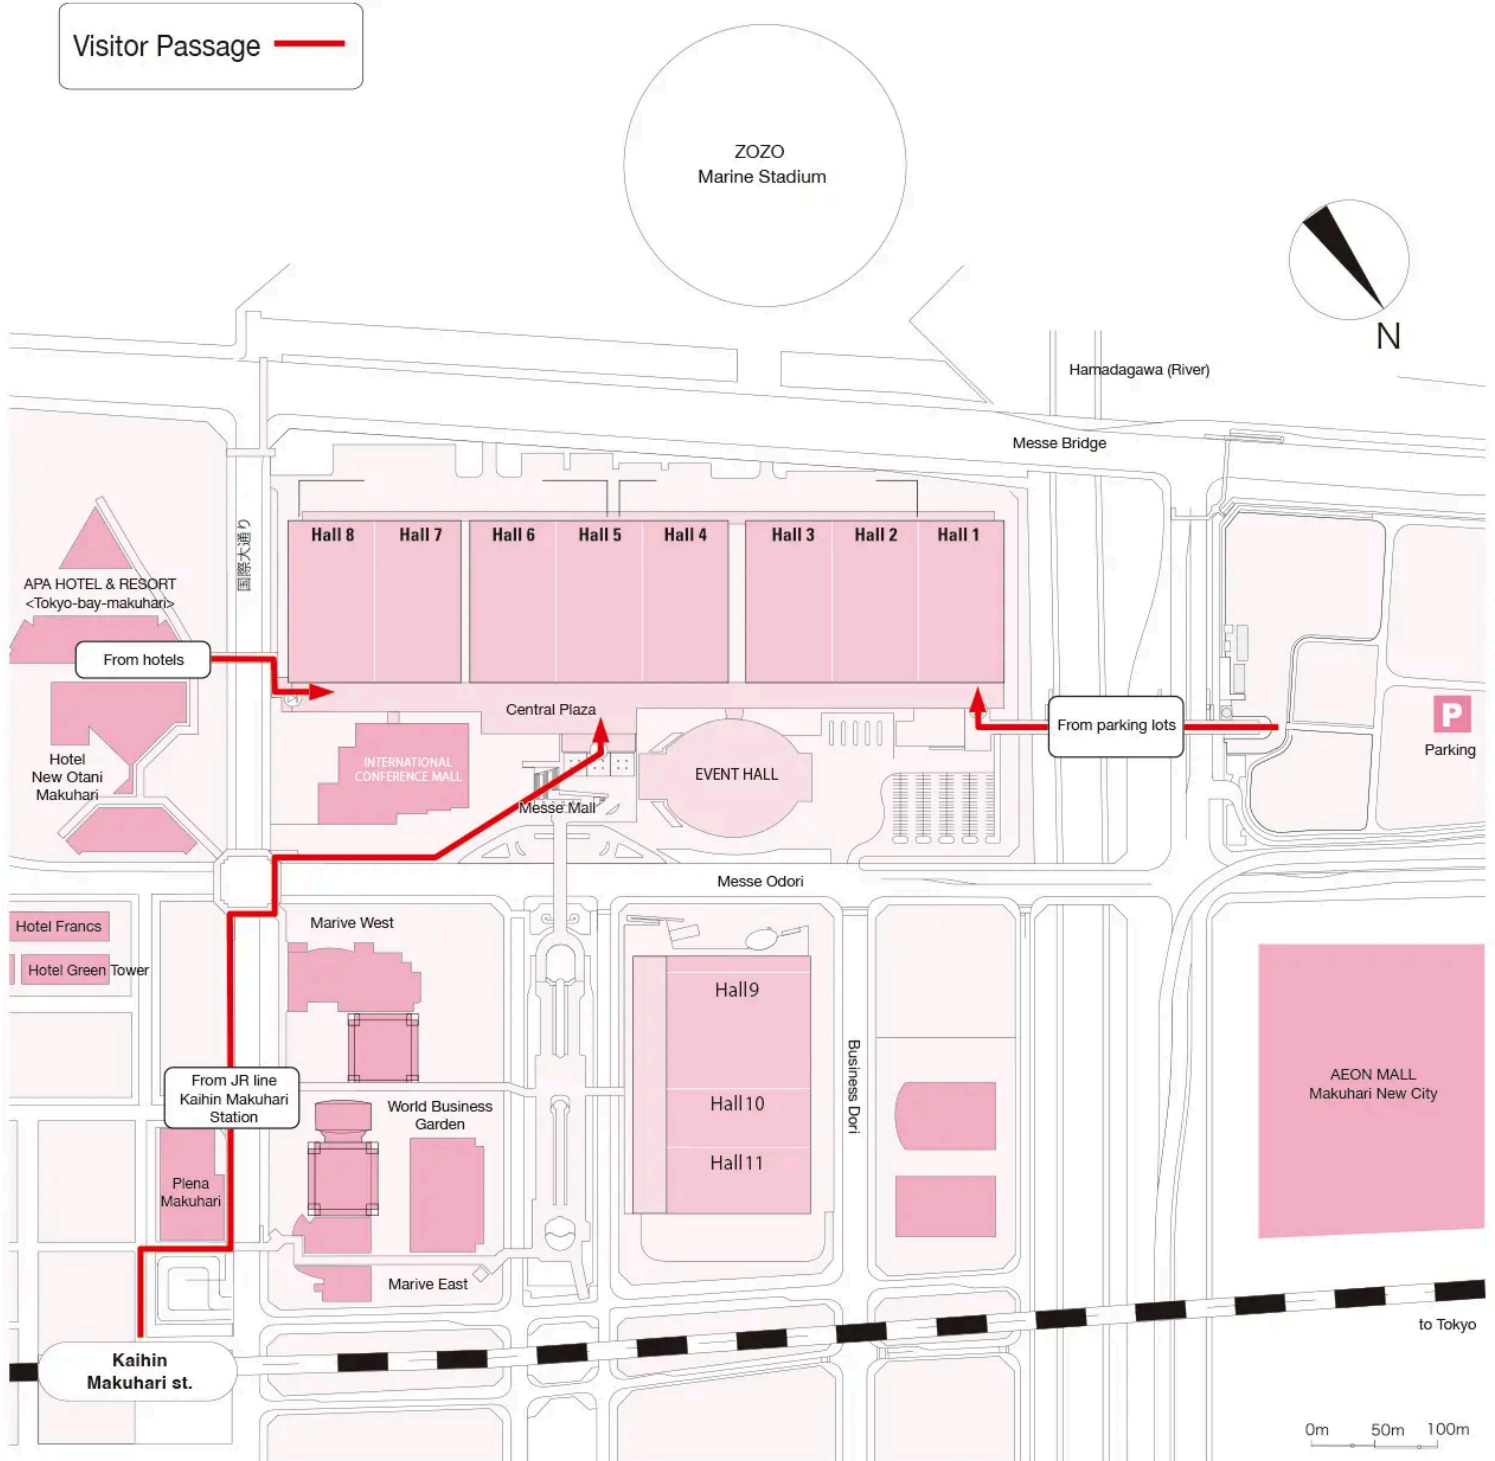 Visitor Passage
ZOZO
Marine Stadium
N
Hamadagawa (River)
Messe Bridge
国際大通り
Hall 8
Hall 7
Hall 6
Hall 5
Hall 4
Hall 3
Hall 2
Hall 1
APA HOTEL & RESORT
<Tokyo-bay-makuhari>
From hotels
Central Plaza
From parking lots
P
Parking
Hotel
New Otani
Makuhari
INTERNATIONAL
CONFERENCE MALL
EVENT HALL
Messe Mall
Messe Odori
Hotel Francs
Marive West
Hotel Green Tower
Hall9
Business Dori
From JR line
Kaihin Makuhari
Station
World Business
Garden
Hall10
AEON MALL
Makuhari New City
Hall11
Plena
Makuhari
Marive East
to Tokyo
Kaihin
Makuhari st.
0m 50m 100m